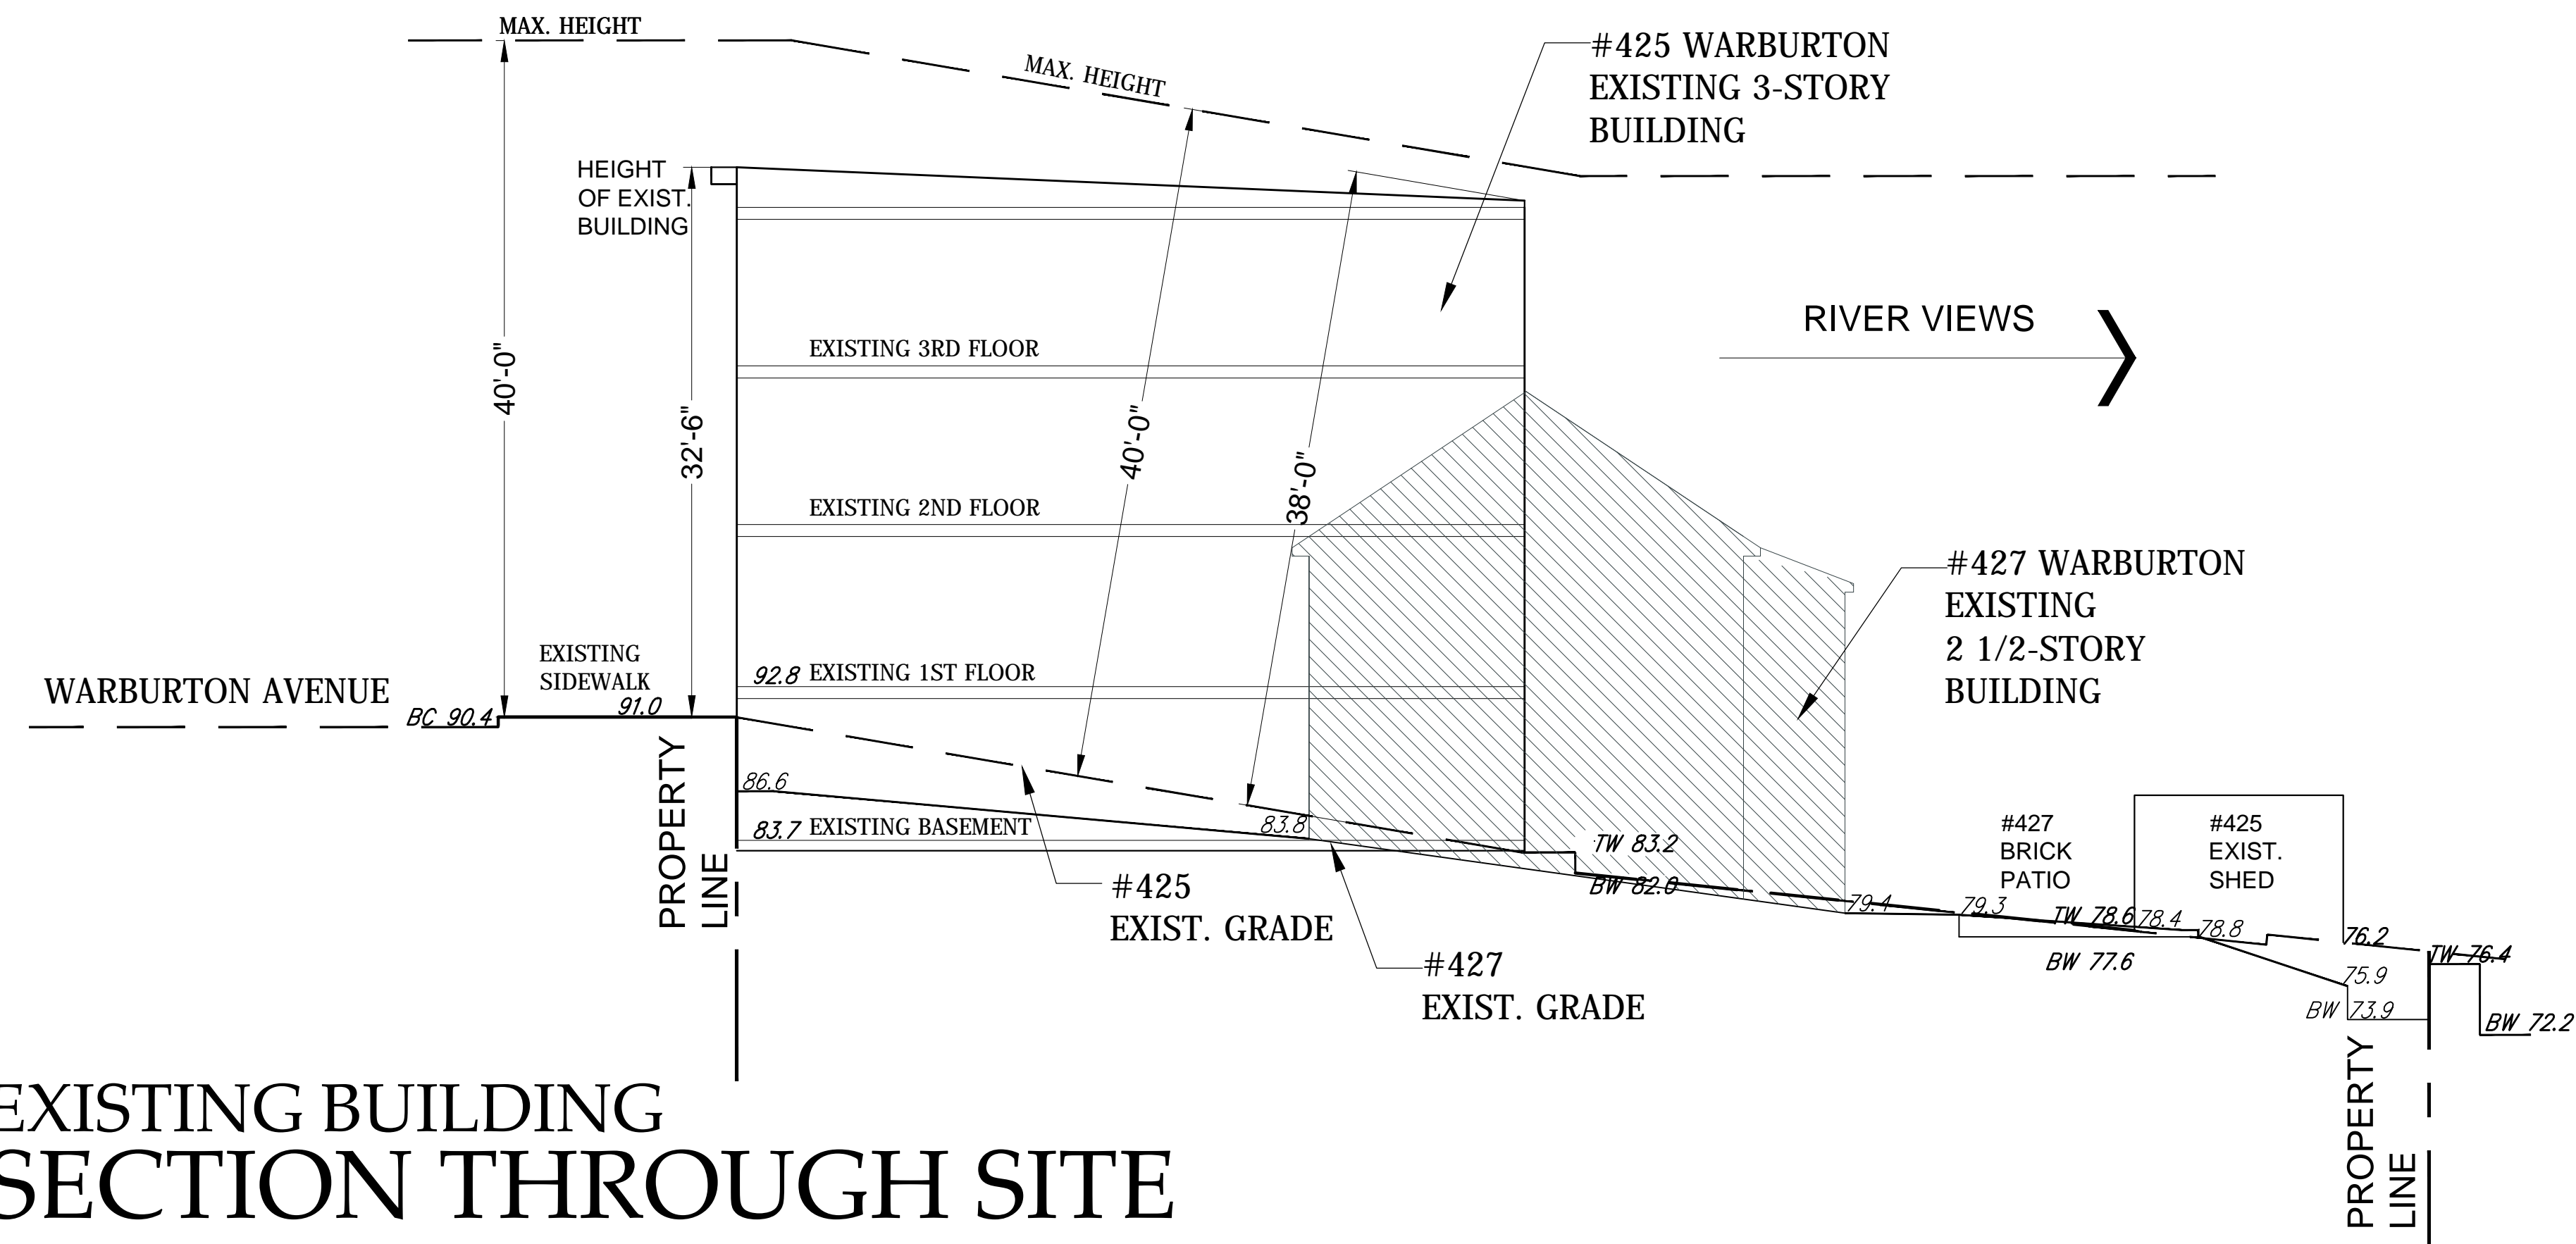 MAX. HEIGHT
MAX. HEIGHT
#425 WARBURTON
EXISTING 3-STORY
BUILDING
HEIGHT
OF EXIST.
BUILDING
40'-0"
32'-6"
40'-0"
38'-0"
RIVER VIEWS
EXISTING 3RD FLOOR
EXISTING 2ND FLOOR
#427 WARBURTON
EXISTING
2 1/2-STORY
BUILDING
EXISTING
SIDEWALK
92.8 EXISTING 1ST FLOOR
WARBURTON AVENUE
BC 90.4
91.0
PROPERTY
LINE
86.6
83.7 EXISTING BASEMENT
83.8
TW 83.2
BW 82.0
#425
EXIST. GRADE
#427
EXIST. GRADE
79.4
79.3
#427
BRICK
PATIO
#425
EXIST.
SHED
TW 78.6
78.4
78.8
BW 77.6
76.2
TW 76.4
75.9
BW 73.9
BW 72.2
PROPERTY
LINE
EXISTING BUILDING
SECTION THROUGH SITE